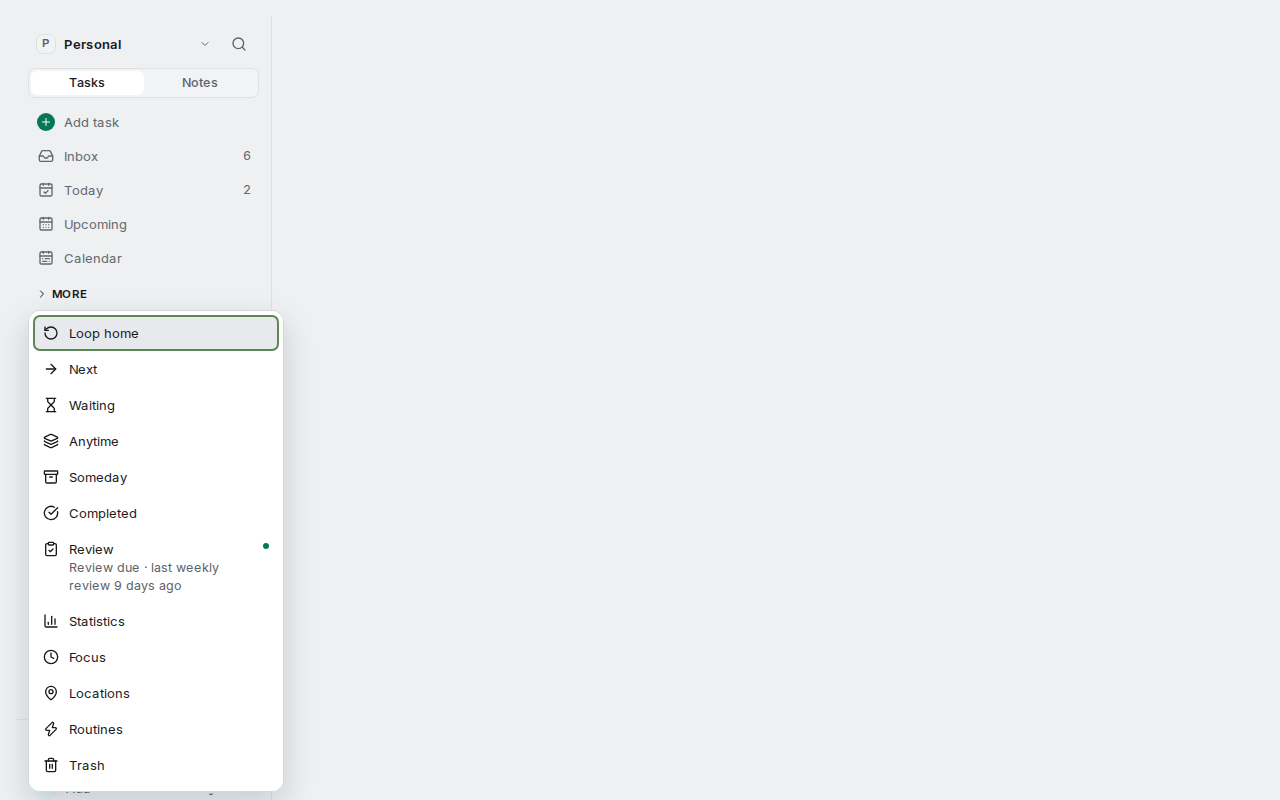 P Personal
Tasks Notes
Add task
Inbox 6
Today 2
Upcoming
Calendar
MORE
Loop home
Next
Waiting
Anytime
Someday
Completed
Review
Review due · last weekly
review 9 days ago
Statistics
Focus
Locations
Routines
Trash